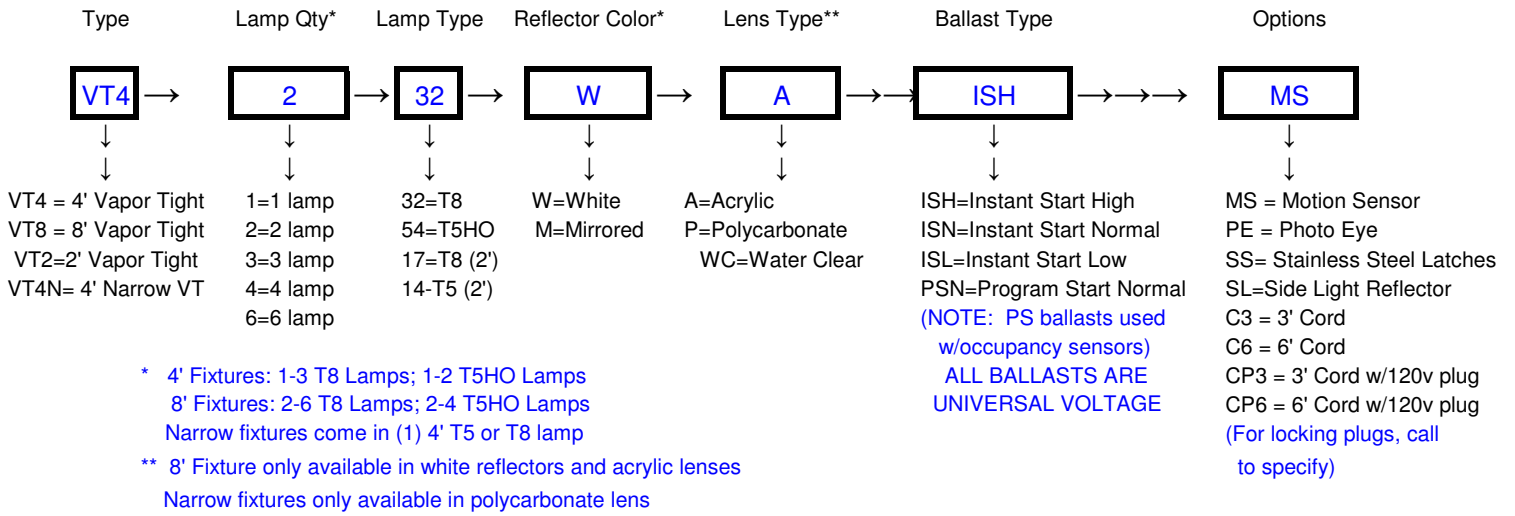 Type Lamp Qty* Lamp Type Reflector Color* Lens Type** Ballast Type Options
VT4 → 2 → 32 → W → A →→ ISH →→→ MS
↓ ↓ ↓ ↓ ↓ ↓ ↓
↓ ↓ ↓ ↓ ↓ ↓ ↓
VT4 = 4' Vapor Tight 1=1 lamp 32=T8 W=White A=Acrylic ISH=Instant Start High MS = Motion Sensor
VT8 = 8' Vapor Tight 2=2 lamp 54=T5HO M=Mirrored P=Polycarbonate ISN=Instant Start Normal PE = Photo Eye
VT2=2' Vapor Tight 3=3 lamp 17=T8 (2') WC=Water Clear ISL=Instant Start Low SS= Stainless Steel Latches
VT4N= 4' Narrow VT 4=4 lamp 14-T5 (2') PSN=Program Start Normal SL=Side Light Reflector
6=6 lamp (NOTE: PS ballasts used C3 = 3' Cord
w/occupancy sensors) C6 = 6' Cord
* 4' Fixtures: 1-3 T8 Lamps; 1-2 T5HO Lamps ALL BALLASTS ARE CP3 = 3' Cord w/120v plug
8' Fixtures: 2-6 T8 Lamps; 2-4 T5HO Lamps UNIVERSAL VOLTAGE CP6 = 6' Cord w/120v plug
Narrow fixtures come in (1) 4' T5 or T8 lamp (For locking plugs, call
** 8' Fixture only available in white reflectors and acrylic lenses to specify)
Narrow fixtures only available in polycarbonate lens